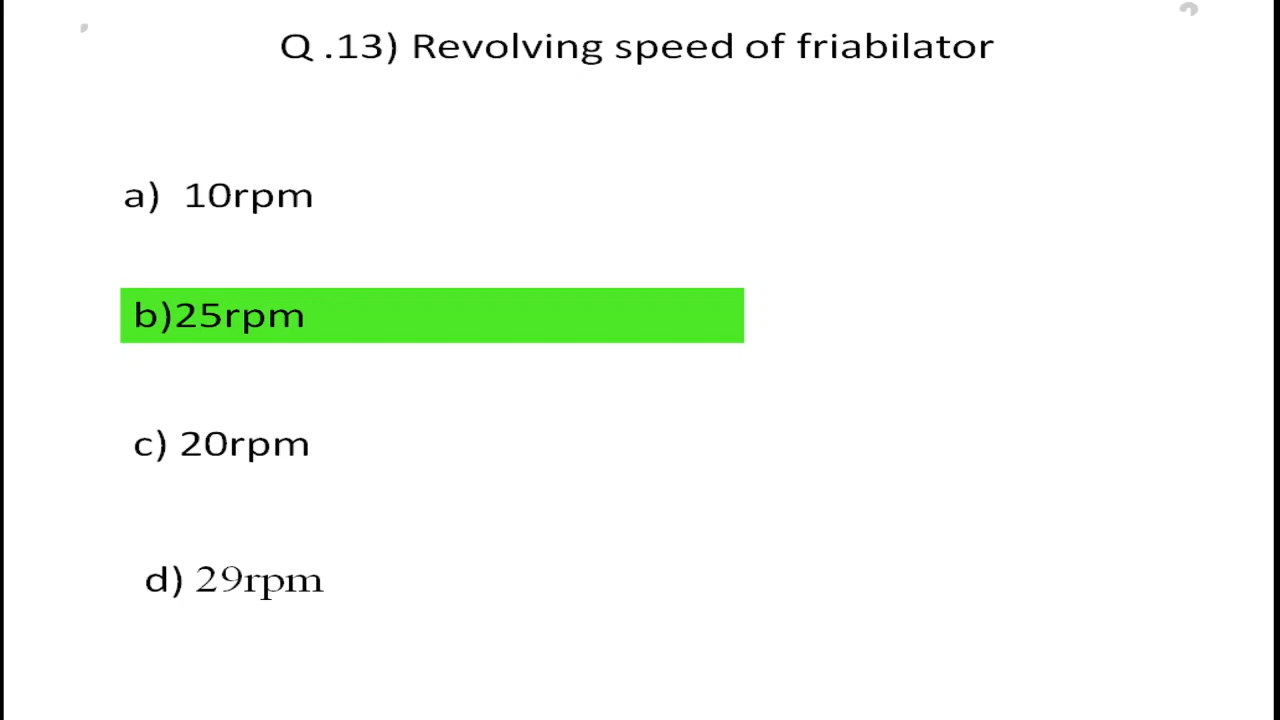 Q .13) Revolving speed of friabilator
a) 10rpm
b)25rpm
c) 20rpm
d) 29rpm